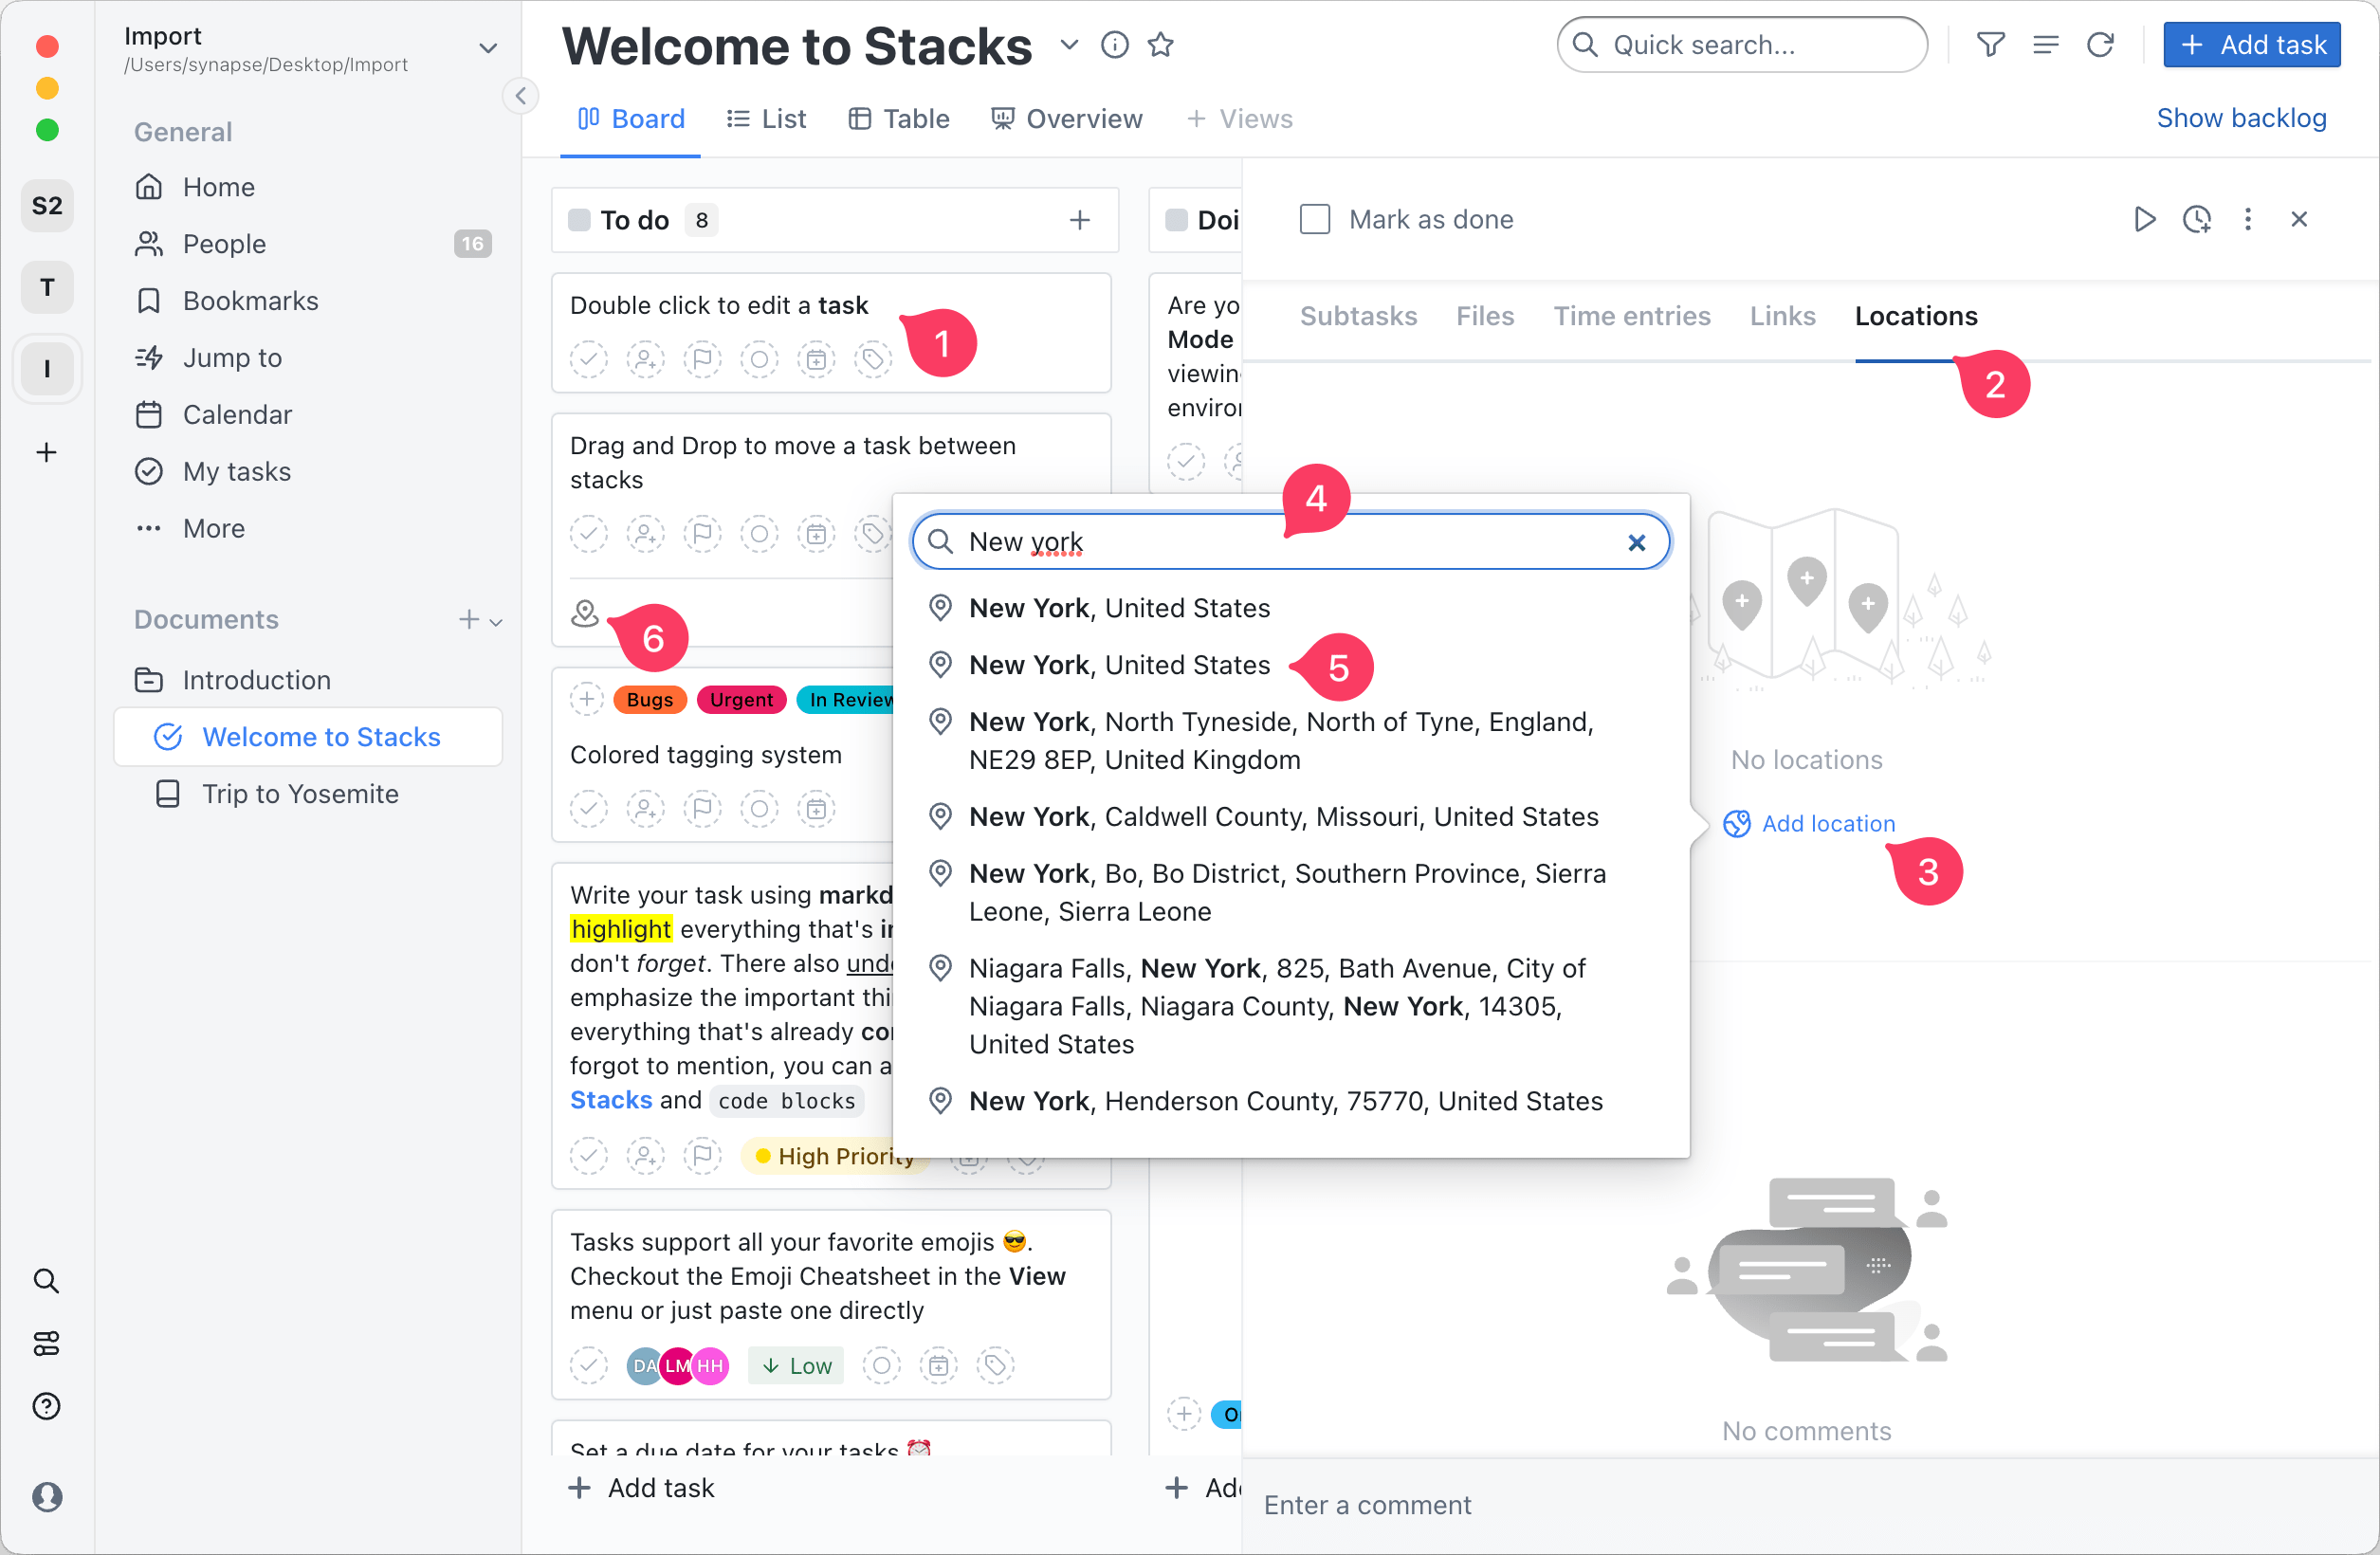 Import
/Users/synapse/Desktop/Import
S2
T
I
General
Home
People
16
Bookmarks
Jump to
Calendar
My tasks
More
Documents
Introduction
Welcome to Stacks
Trip to Yosemite
Welcome to Stacks
Quick search...
Add task
Board
List
Table
Overview
Views
Show backlog
To do
8
Double click to edit a task
1
Drag and Drop to move a task between
stacks
6
Bugs
Urgent
In Review
Colored tagging system
Write your task using
highlight everything that's
don't forget. There also
emphasize the important
everything that's already
forgot to mention, you can a
Stacks and code blocks
High Priority
Tasks support all your favorite emojis 😎.
Checkout the Emoji Cheatsheet in the View
menu or just paste one directly
DA
LM
HH
Low
Set a due date for your tasks ⏰
Add task
Mode
Mark as done
Subtasks
Files
Time entries
Links
Locations
2
4
New york
New York, United States
New York, United States
5
New York, North Tyneside, North of Tyne, England,
NE29 8EP, United Kingdom
New York, Caldwell County, Missouri, United States
New York, Bo, Bo District, Southern Province, Sierra
Leone, Sierra Leone
Niagara Falls, New York, 825, Bath Avenue, City of
Niagara Falls, Niagara County, New York, 14305,
United States
New York, Henderson County, 75770, United States
No locations
Add location
3
No comments
Enter a comment